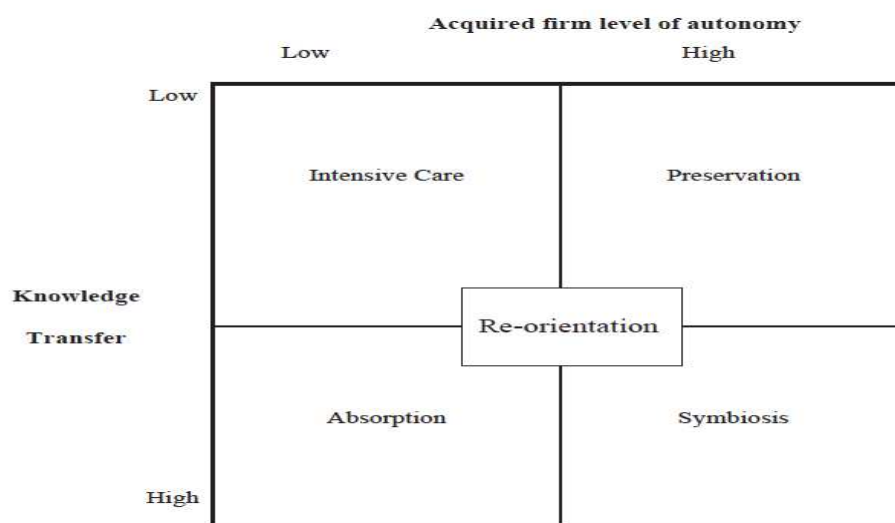 Acquired firm level of autonomy
Low High
Low
Intensive Care Preservation
Knowledge
Transfer
Re-orientation
Absorption Symbiosis
High